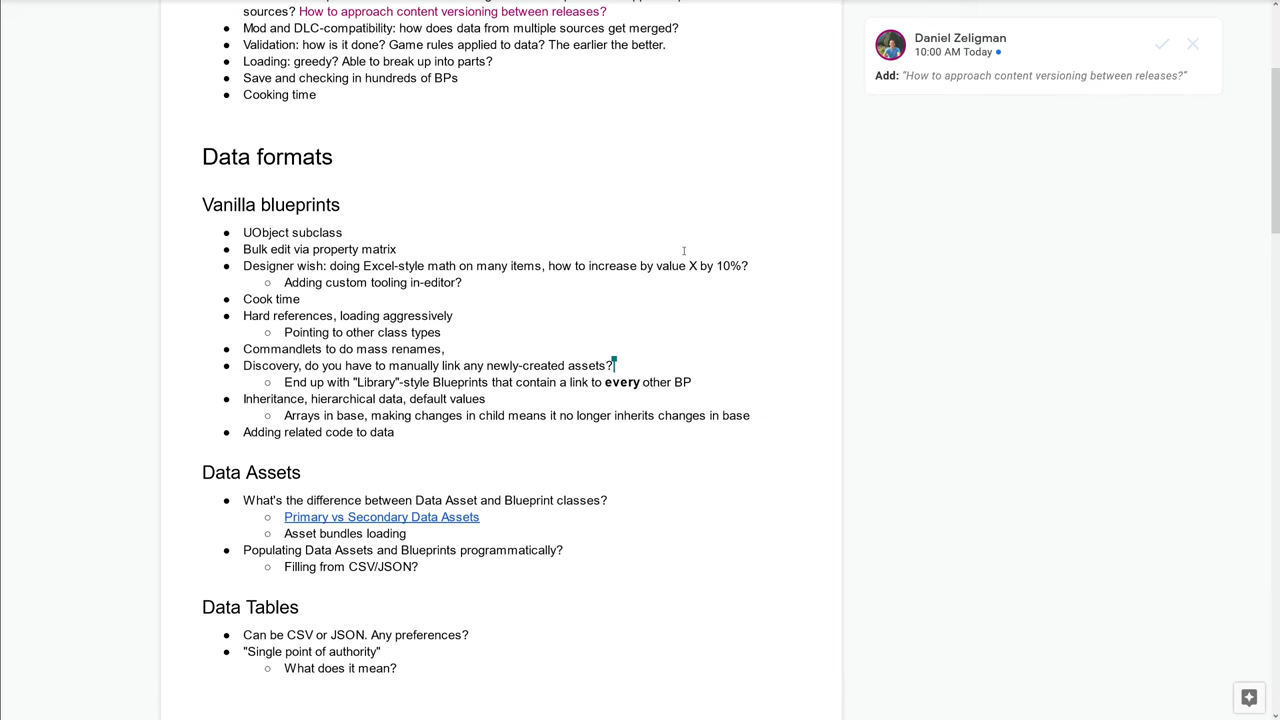 sources? How to approach content versioning between releases?
● Mod and DLC-compatibility: how does data from multiple sources get merged?
● Validation: how is it done? Game rules applied to data? The earlier the better.
● Loading: greedy? Able to break up into parts?
● Save and checking in hundreds of BPs
● Cooking time
Data formats
Vanilla blueprints
● UObject subclass
● Bulk edit via property matrix
● Designer wish: doing Excel-style math on many items, how to increase by value X by 10%?
○ Adding custom tooling in-editor?
● Cook time
● Hard references, loading aggressively
○ Pointing to other class types
● Commandlets to do mass renames,
● Discovery, do you have to manually link any newly-created assets?
○ End up with "Library"-style Blueprints that contain a link to every other BP
● Inheritance, hierarchical data, default values
○ Arrays in base, making changes in child means it no longer inherits changes in base
● Adding related code to data
Data Assets
● What's the difference between Data Asset and Blueprint classes?
○ Primary vs Secondary Data Assets
○ Asset bundles loading
● Populating Data Assets and Blueprints programmatically?
○ Filling from CSV/JSON?
Data Tables
● Can be CSV or JSON. Any preferences?
● "Single point of authority"
○ What does it mean?
Daniel Zeligman
10:00 AM Today
Add: "How to approach content versioning between releases?"